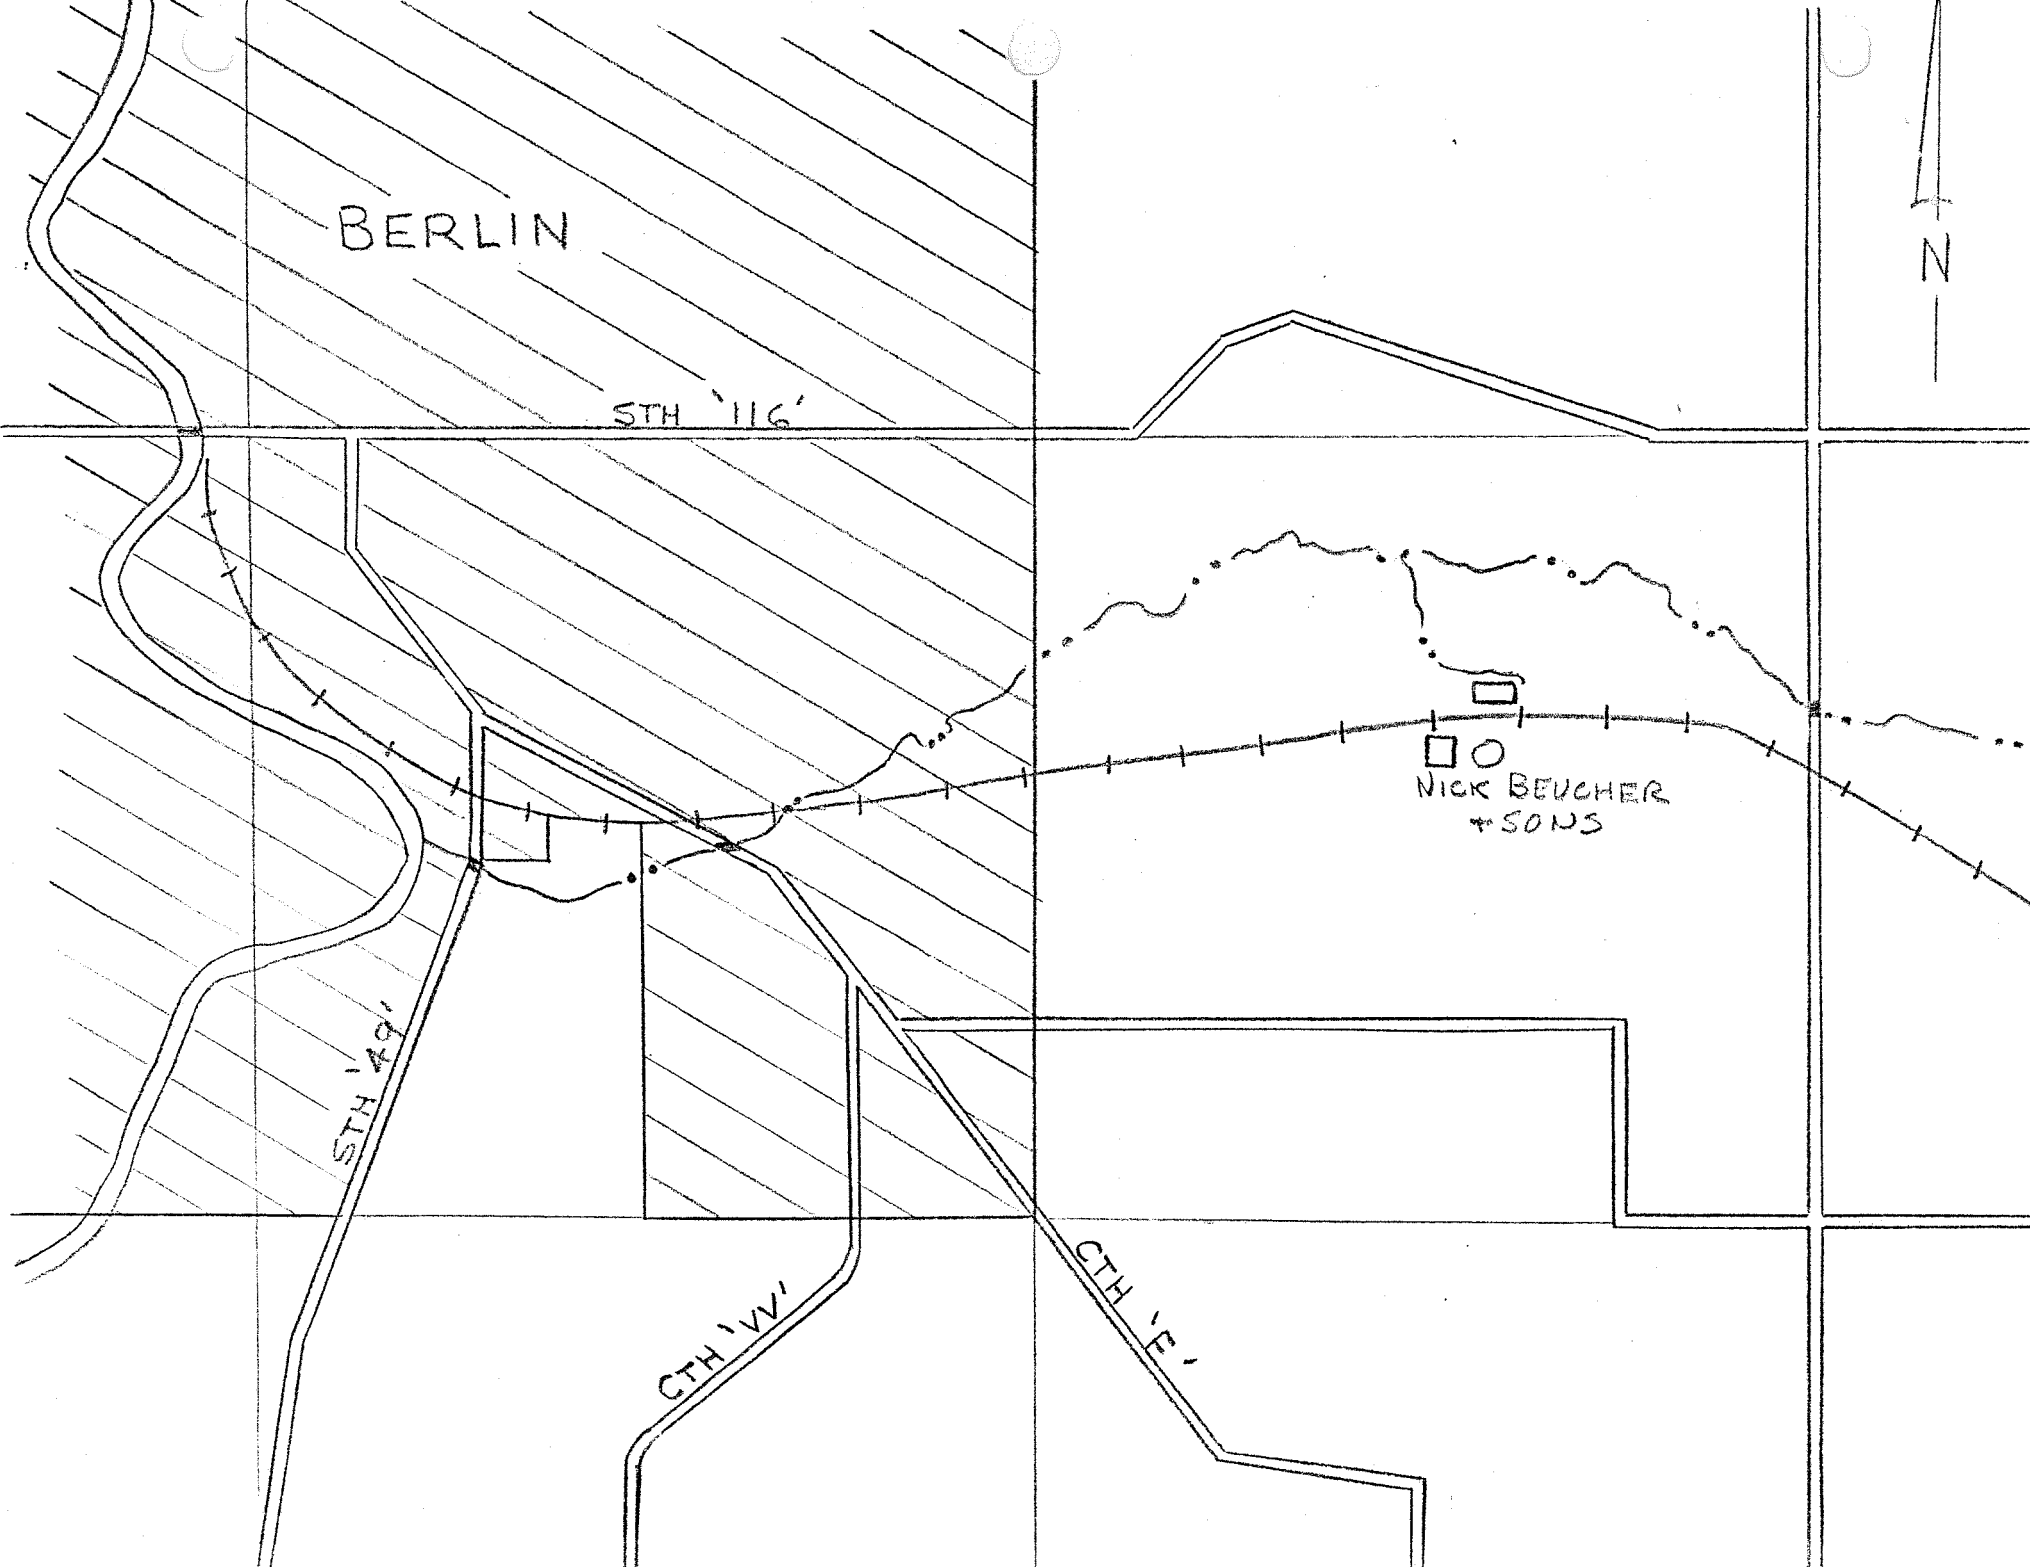 BERLIN
N
STH '116'
NICK BEUCHER
+ SONS
STH '49'
CTH 'VV'
CTH 'E'